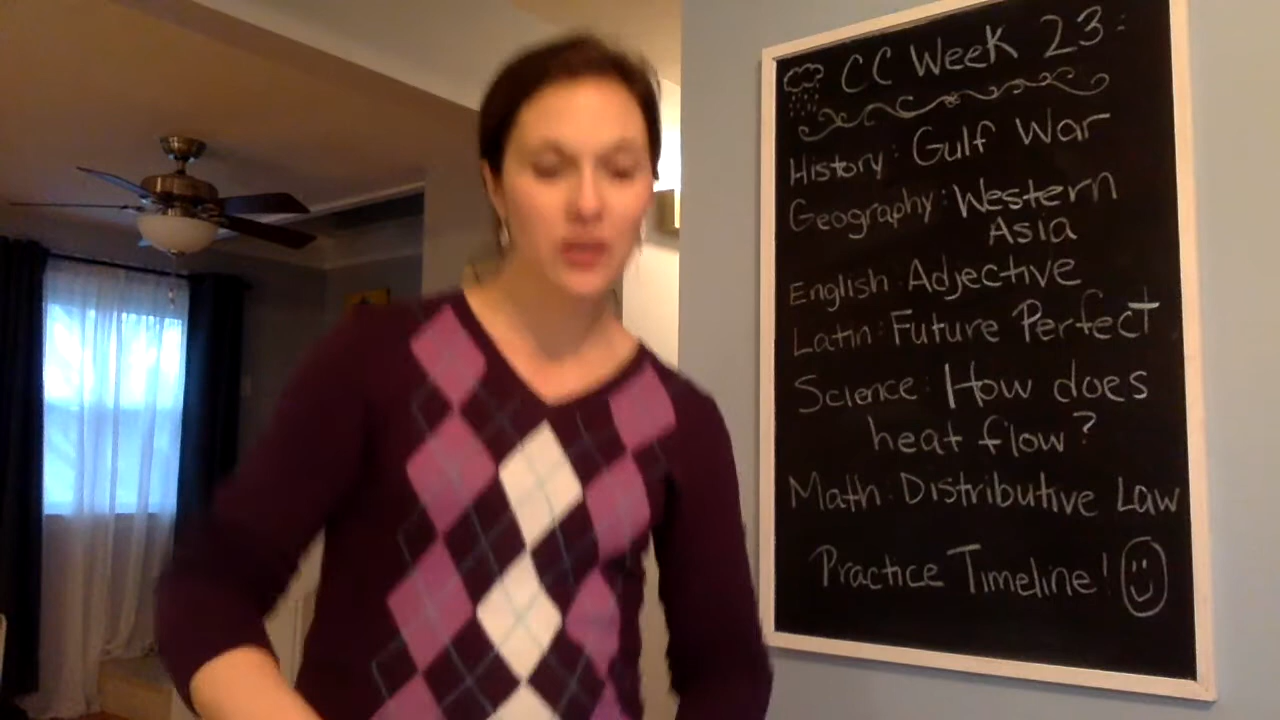 CC Week 23:
History: Gulf War
Geography: Western
Asia
English: Adjective
Latin: Future Perfect
Science: How does
heat flow?
Math: Distributive Law
Practice Timeline!